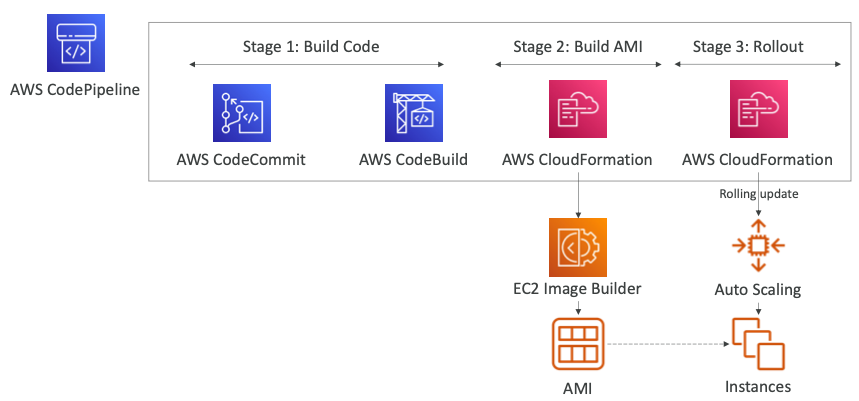 AWS CodePipeline
Stage 1: Build Code
Stage 2: Build AMI
Stage 3: Rollout
AWS CodeCommit
AWS CodeBuild
AWS CloudFormation
AWS CloudFormation
Rolling update
EC2 Image Builder
Auto Scaling
AMI
Instances